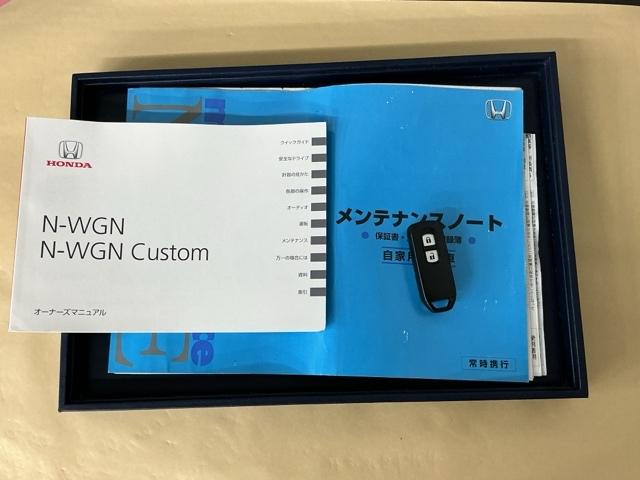 HONDA
N-WGN
N-WGN Custom
オーナーズマニュアル
クイックガイド
安全なドライブ
計器の見かた
各部の操作
オーディオ
運転
メンテナンス
万一の場合には
資料
索引
メンテナンスノート
保証書・
録簿
自家用
常時携行